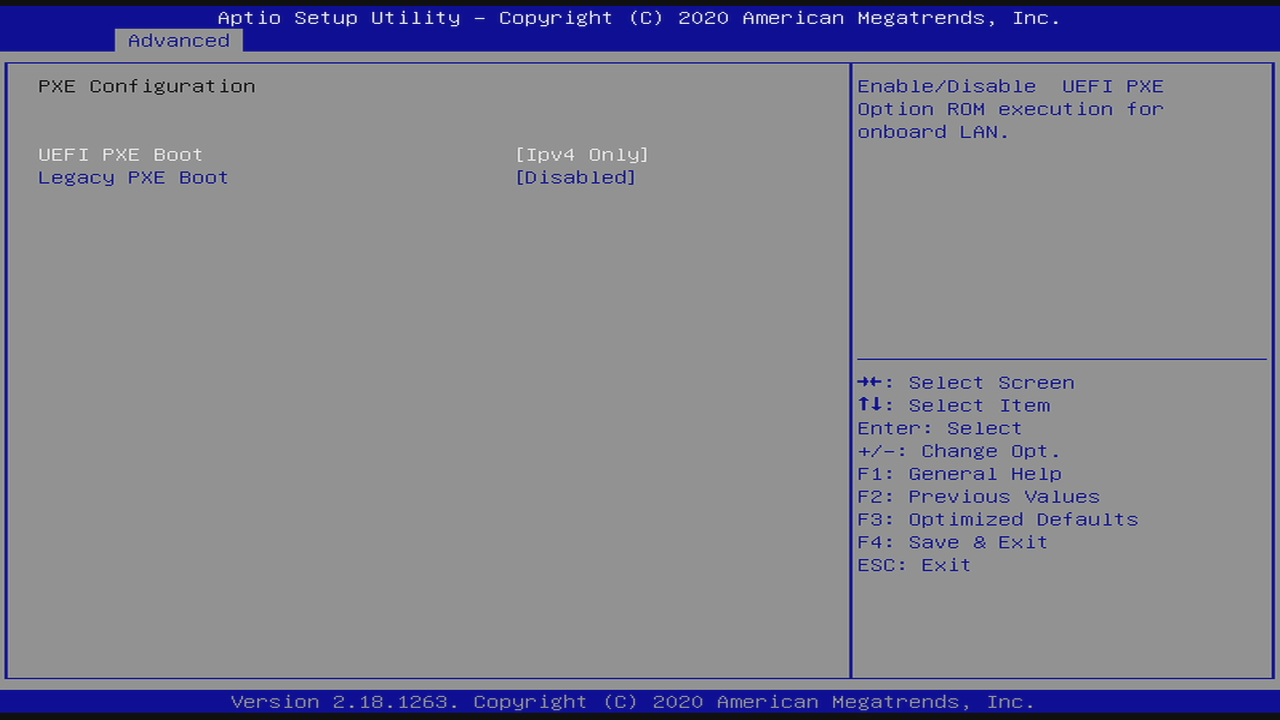 Aptio Setup Utility – Copyright (C) 2020 American Megatrends, Inc.
Advanced
PXE Configuration
UEFI PXE Boot [Ipv4 Only]
Legacy PXE Boot [Disabled]
Enable/Disable  UEFI PXE
Option ROM execution for
onboard LAN.
→←: Select Screen
↑↓: Select Item
Enter: Select
+/-: Change Opt.
F1: General Help
F2: Previous Values
F3: Optimized Defaults
F4: Save & Exit
ESC: Exit
Version 2.18.1263. Copyright (C) 2020 American Megatrends, Inc.